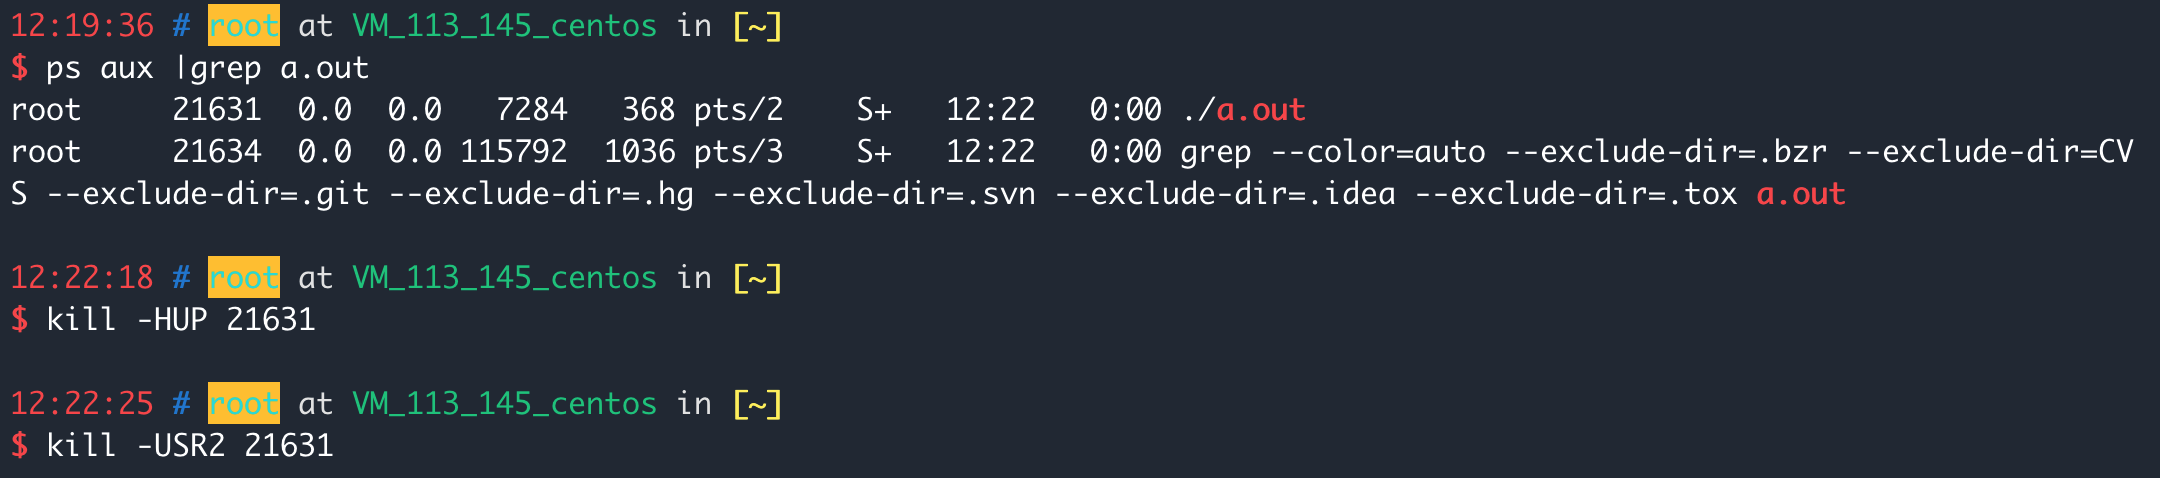 12:19:36 # root at VM_113_145_centos in [~]
$ ps aux |grep a.out
root     21631  0.0  0.0   7284   368 pts/2    S+   12:22   0:00 ./a.out
root     21634  0.0  0.0 115792  1036 pts/3    S+   12:22   0:00 grep --color=auto --exclude-dir=.bzr --exclude-dir=CV
S --exclude-dir=.git --exclude-dir=.hg --exclude-dir=.svn --exclude-dir=.idea --exclude-dir=.tox a.out
12:22:18 # root at VM_113_145_centos in [~]
$ kill -HUP 21631
12:22:25 # root at VM_113_145_centos in [~]
$ kill -USR2 21631